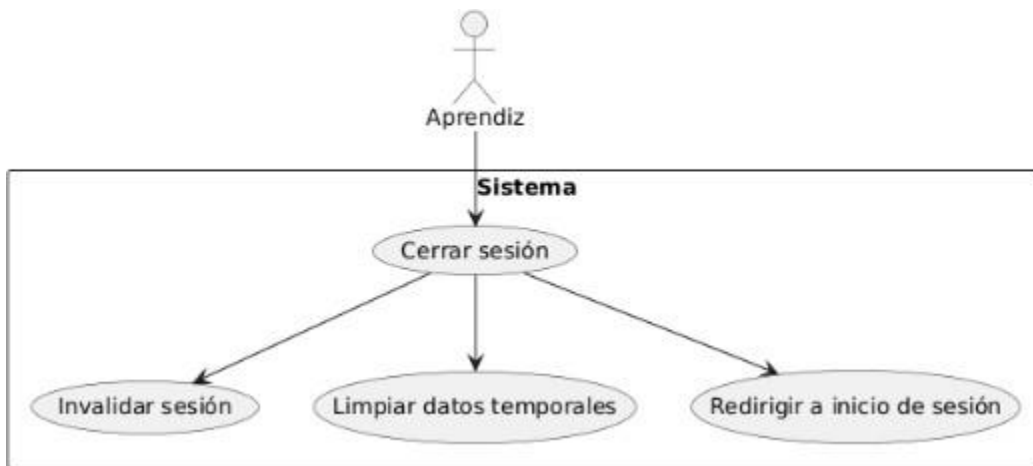 Aprendiz
Sistema
Cerrar sesión
Invalidar sesión
Limpiar datos temporales
Redirigir a inicio de sesión